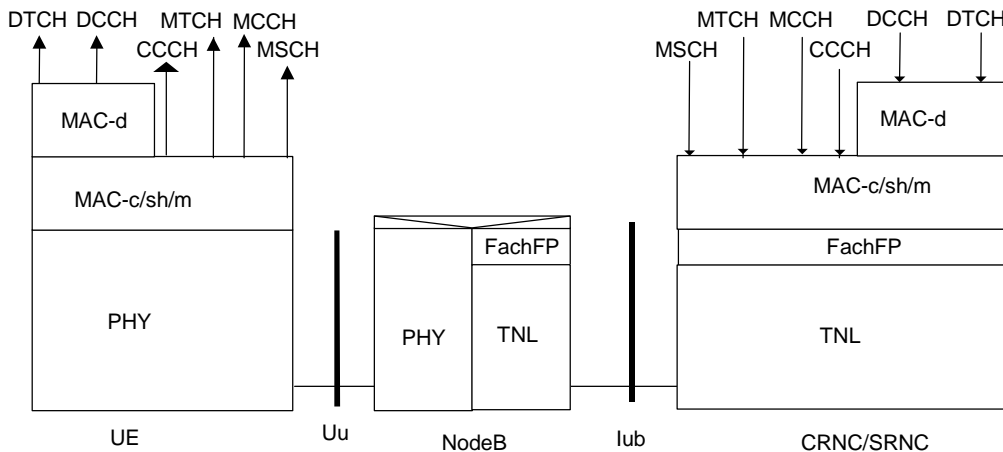 DTCH DCCH MTCH MCCH
CCCH MSCH
MTCH MCCH DCCH DTCH
MSCH CCCH
MAC-d
MAC-d
MAC-c/sh/m
MAC-c/sh/m
FachFP
FachFP
PHY
PHY
TNL
TNL
UE
Uu
NodeB
Iub
CRNC/SRNC